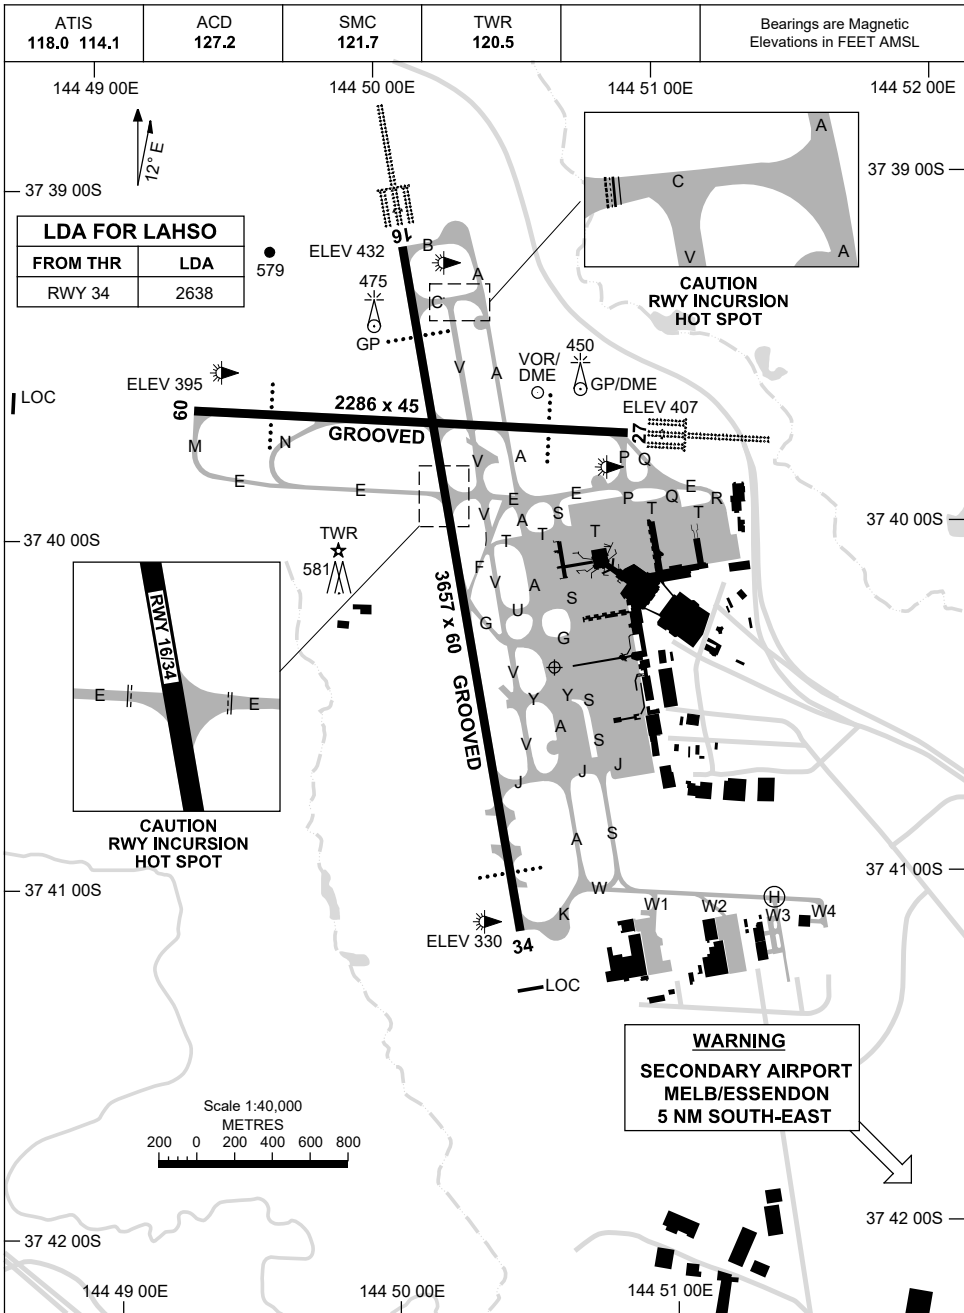 ATIS
118.0 114.1
ACD
127.2
SMC
121.7
TWR
120.5
Bearings are Magnetic
Elevations in FEET AMSL
144 49 00E
144 50 00E
144 51 00E
144 52 00E
12° E
37 39 00S
37 39 00S
A
C
V
A
CAUTION
RWY INCURSION
HOT SPOT
LDA FOR LAHSO
FROM THR
LDA
RWY 34
2638
579
16
ELEV 432
B
A
475
C
GP
V
A
VOR/
DME
450
GP/DME
ELEV 395
LOC
09
2286 x 45
GROOVED
ELEV 407
27
M
N
E
E
V
A
P
Q
E
E
E
P
Q
R
V
A
S
T
T
T
T
T
37 40 00S
37 40 00S
TWR
581
F
V
A
U
S
G
G
3657 x 60
GROOVED
RWY 16/34
E
E
CAUTION
RWY INCURSION
HOT SPOT
V
Y
Y
S
A
V
S
J
J
J
A
S
37 41 00S
37 41 00S
W
K
W1
W2
H
W3
W4
ELEV 330
34
LOC
WARNING
SECONDARY AIRPORT
MELB/ESSENDON
5 NM SOUTH-EAST
Scale 1:40,000
METRES
200 0 200 400 600 800
37 42 00S
37 42 00S
144 49 00E
144 50 00E
144 51 00E